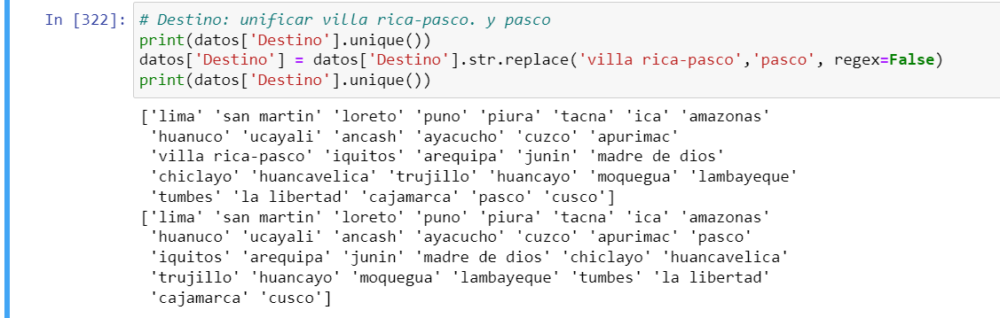 In [322]: # Destino: unificar villa rica-pasco. y pasco
print(datos['Destino'].unique())
datos['Destino'] = datos['Destino'].str.replace('villa rica-pasco','pasco', regex=False)
print(datos['Destino'].unique())
['lima' 'san martin' 'loreto' 'puno' 'piura' 'tacna' 'ica' 'amazonas'
'huanuco' 'ucayali' 'ancash' 'ayacucho' 'cuzco' 'apurimac'
'villa rica-pasco' 'iquitos' 'arequipa' 'junin' 'madre de dios'
'chiclayo' 'huancavelica' 'trujillo' 'huancayo' 'moquegua' 'lambayeque'
'tumbes' 'la libertad' 'cajamarca' 'pasco' 'cusco']
['lima' 'san martin' 'loreto' 'puno' 'piura' 'tacna' 'ica' 'amazonas'
'huanuco' 'ucayali' 'ancash' 'ayacucho' 'cuzco' 'apurimac' 'pasco'
'iquitos' 'arequipa' 'junin' 'madre de dios' 'chiclayo' 'huancavelica'
'trujillo' 'huancayo' 'moquegua' 'lambayeque' 'tumbes' 'la libertad'
'cajamarca' 'cusco']